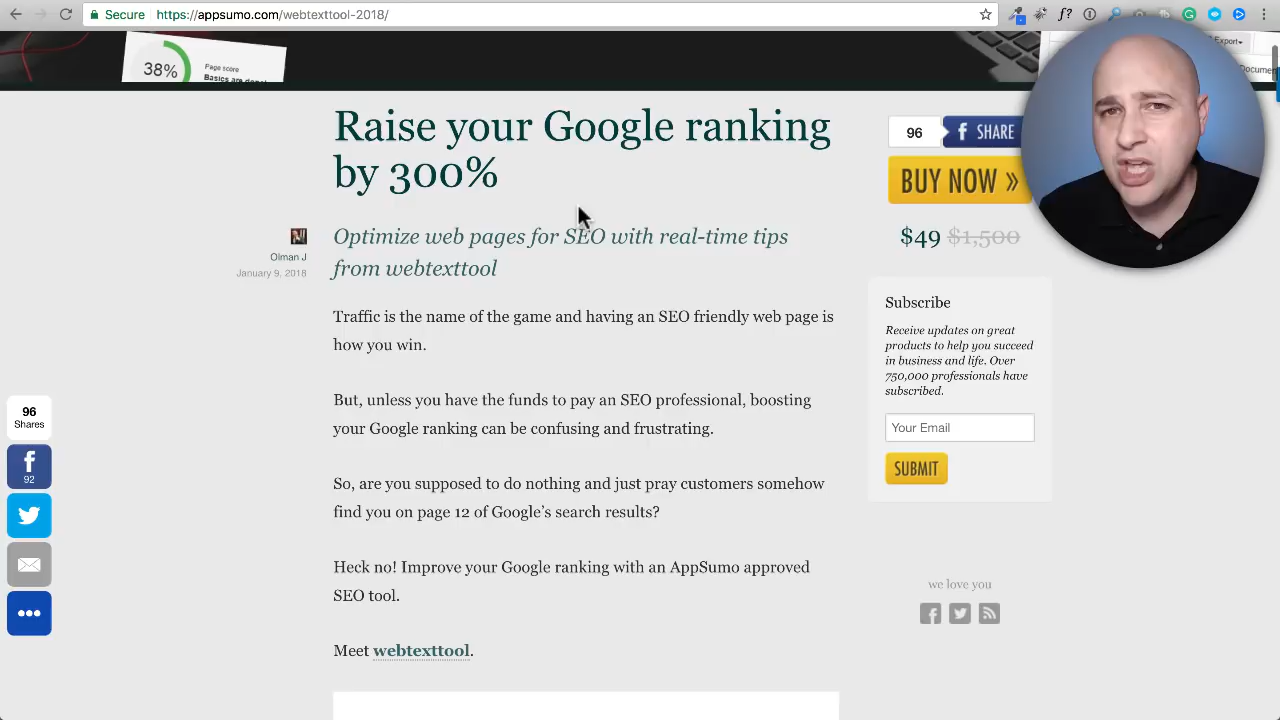 Secure
https://appsumo.com/webtexttool-2018/
38%
Page score
Export
Raise your Google ranking
by 300%
96
SHARE
BUY NOW »
$49 $1,500
Olman J
January 9, 2018
Optimize web pages for SEO with real-time tips
from webtexttool
Traffic is the name of the game and having an SEO friendly web page is
how you win.
But, unless you have the funds to pay an SEO professional, boosting
your Google ranking can be confusing and frustrating.
So, are you supposed to do nothing and just pray customers somehow
find you on page 12 of Google's search results?
Heck no! Improve your Google ranking with an AppSumo approved
SEO tool.
Meet webtexttool.
Subscribe
Receive updates on great
products to help you succeed
in business and life. Over
750,000 professionals have
subscribed.
Your Email
SUBMIT
we love you
96
Shares
92